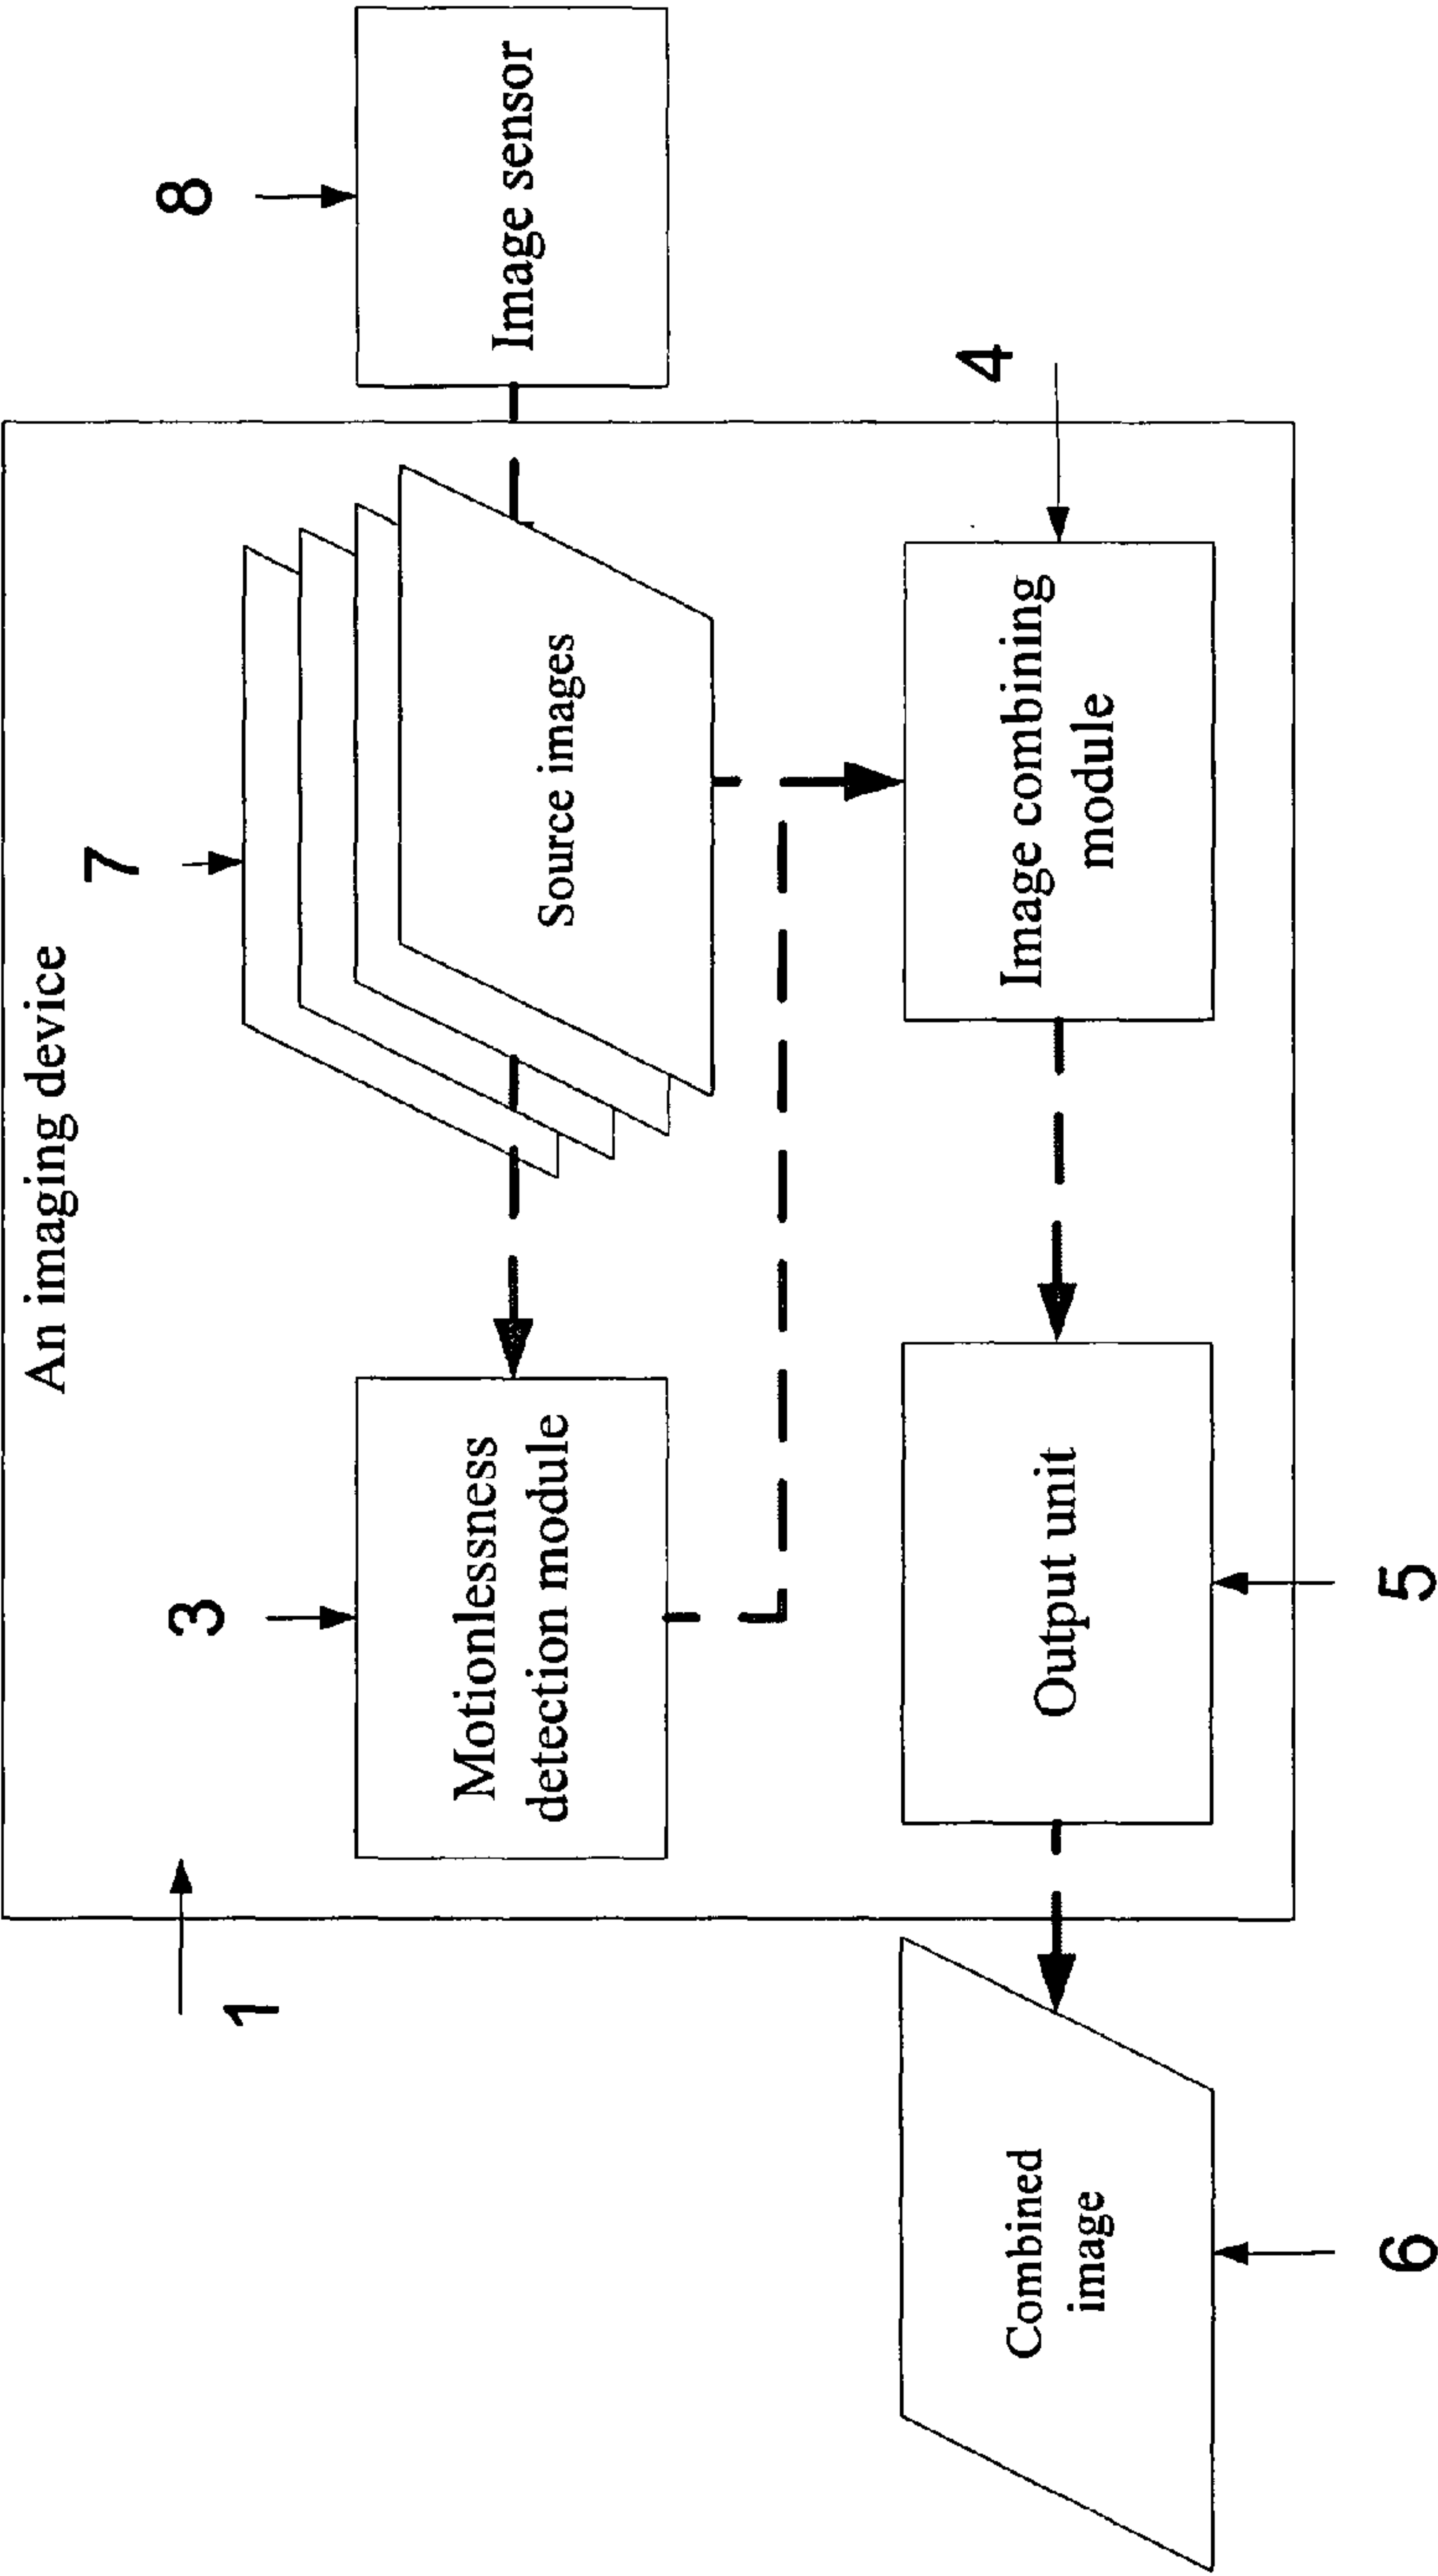 An imaging device
1
3
7
8
Motionlessness
detection module
Source images
Image sensor
4
Combined
image
Output unit
Image combining
module
6
5